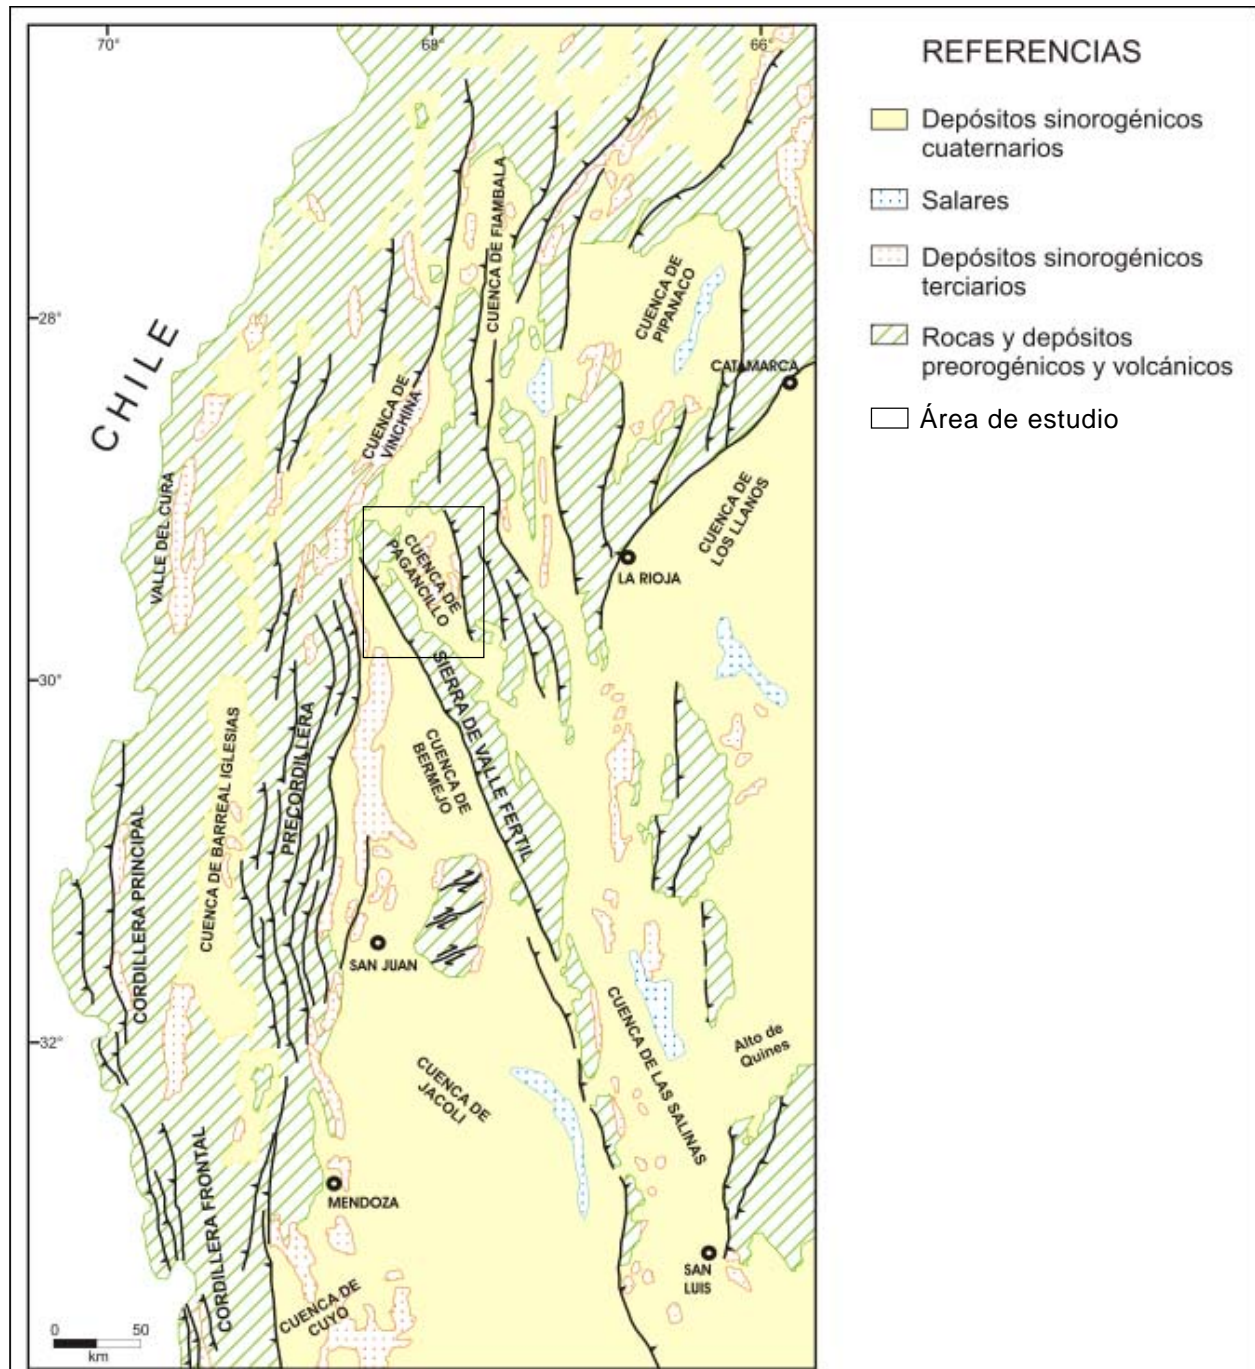 70°
68°
66°
28°
30°
32°
CHILE
CUENCA DE FIAMBALA
CUENCA DE
PIPANACO
CATAMARCA
CUENCA DE
VINCHINA
VALLE DEL CURA
CUENCA DE
LOS LLANOS
CUENCA DE
PAGANCILLO
LA RIOJA
SIERRA DE VALLE FERTIL
CUENCA DE
BERMEJO
PRECORDILLERA
CUENCA DE BARREAL IGLESIAS
CORDILLERA PRINCIPAL
SAN JUAN
CUENCA DE LAS SALINAS
Alto de
Quines
CUENCA DE
JACOLI
CORDILLERA FRONTAL
MENDOZA
SAN
LUIS
CUENCA DE
CUYO
0 50
km
REFERENCIAS
Depósitos sinorogénicos
cuaternarios
Salares
Depósitos sinorogénicos
terciarios
Rocas y depósitos
preorogénicos y volcánicos
Área de estudio